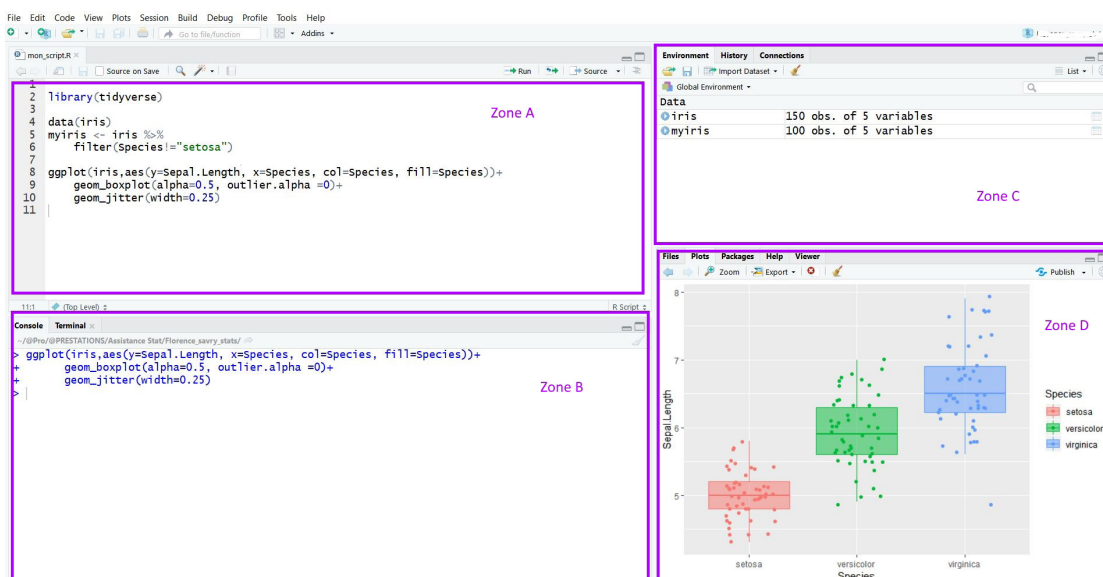 File Edit Code View Plots Session Build Debug Profile Tools Help
Go to file/function Addins
mon_script.R
Source on Save Run Source
1
2 library(tidyverse)
3
4 data(iris)
5 myiris <- iris %>%
6 filter(Species!="setosa")
7
8 ggplot(iris,aes(y=Sepal.Length, x=Species, col=Species, fill=Species))+
9 geom_boxplot(alpha=0.5, outlier.alpha =0)+
10 geom_jitter(width=0.25)
11
Zone A
11:1 (Top Level) R Script
Console Terminal
~/@Pro/@PRESTATIONS/Assistance Stat/Florence_savry_stats/
> ggplot(iris,aes(y=Sepal.Length, x=Species, col=Species, fill=Species))+
+ geom_boxplot(alpha=0.5, outlier.alpha =0)+
+ geom_jitter(width=0.25)
>
Zone B
Environment History Connections
Import Dataset List
Global Environment
Data
iris 150 obs. of 5 variables
myiris 100 obs. of 5 variables
Zone C
Files Plots Packages Help Viewer
Zoom Export Publish
Zone D
8
7
6
5
Sepal.Length
setosa versicolor virginica
Species
Species
setosa
versicolor
virginica